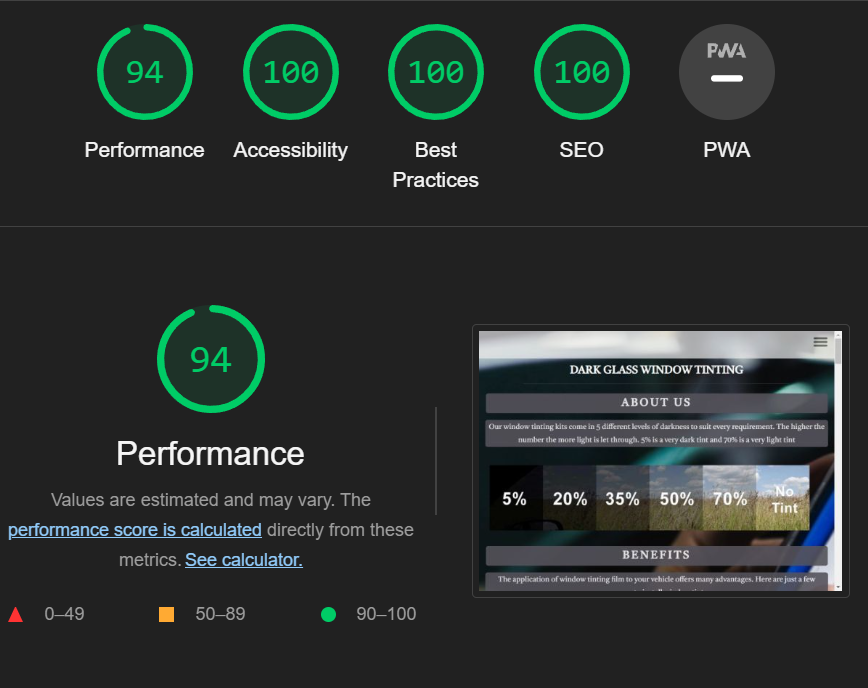 94
100
100
100
PWA
Performance
Accessibility
Best
Practices
SEO
PWA
94
Performance
Values are estimated and may vary. The
performance score is calculated directly from these
metrics. See calculator.
0–49
50–89
90–100
DARK GLASS WINDOW TINTING
ABOUT US
Our window tinting kits come in 5 different levels of darkness to suit every requirement. The higher the
number the more light is let through. 5% is a very dark tint and 70% is a very light tint
5%
20%
35%
50%
70%
No
Tint
BENEFITS
The application of window tinting film to your vehicle offers many advantages. Here are just a few